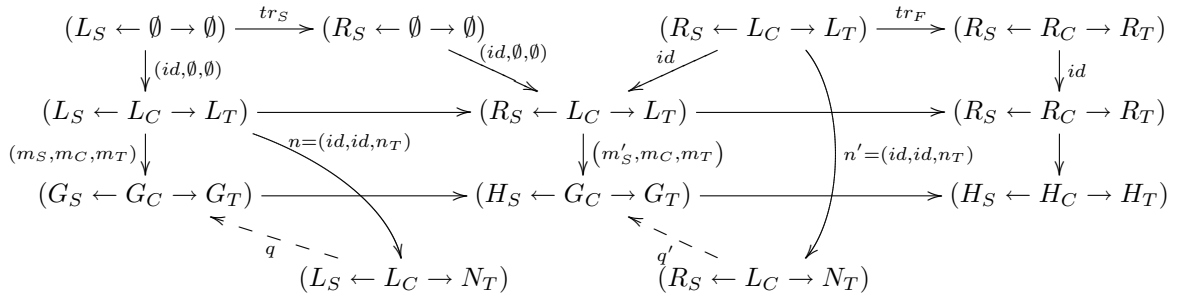 (L_S ← ∅ → ∅) tr_S (R_S ← ∅ → ∅) (R_S ← L_C → L_T) tr_F (R_S ← R_C → R_T)
(id,∅,∅) (id,∅,∅) id id
(L_S ← L_C → L_T) (R_S ← L_C → L_T) (R_S ← R_C → R_T)
(m_S,m_C,m_T) n=(id,id,n_T) (m'_S,m_C,m_T) n'=(id,id,n_T)
(G_S ← G_C → G_T) (H_S ← G_C → G_T) (H_S ← H_C → H_T)
q q'
(L_S ← L_C → N_T) (R_S ← L_C → N_T)